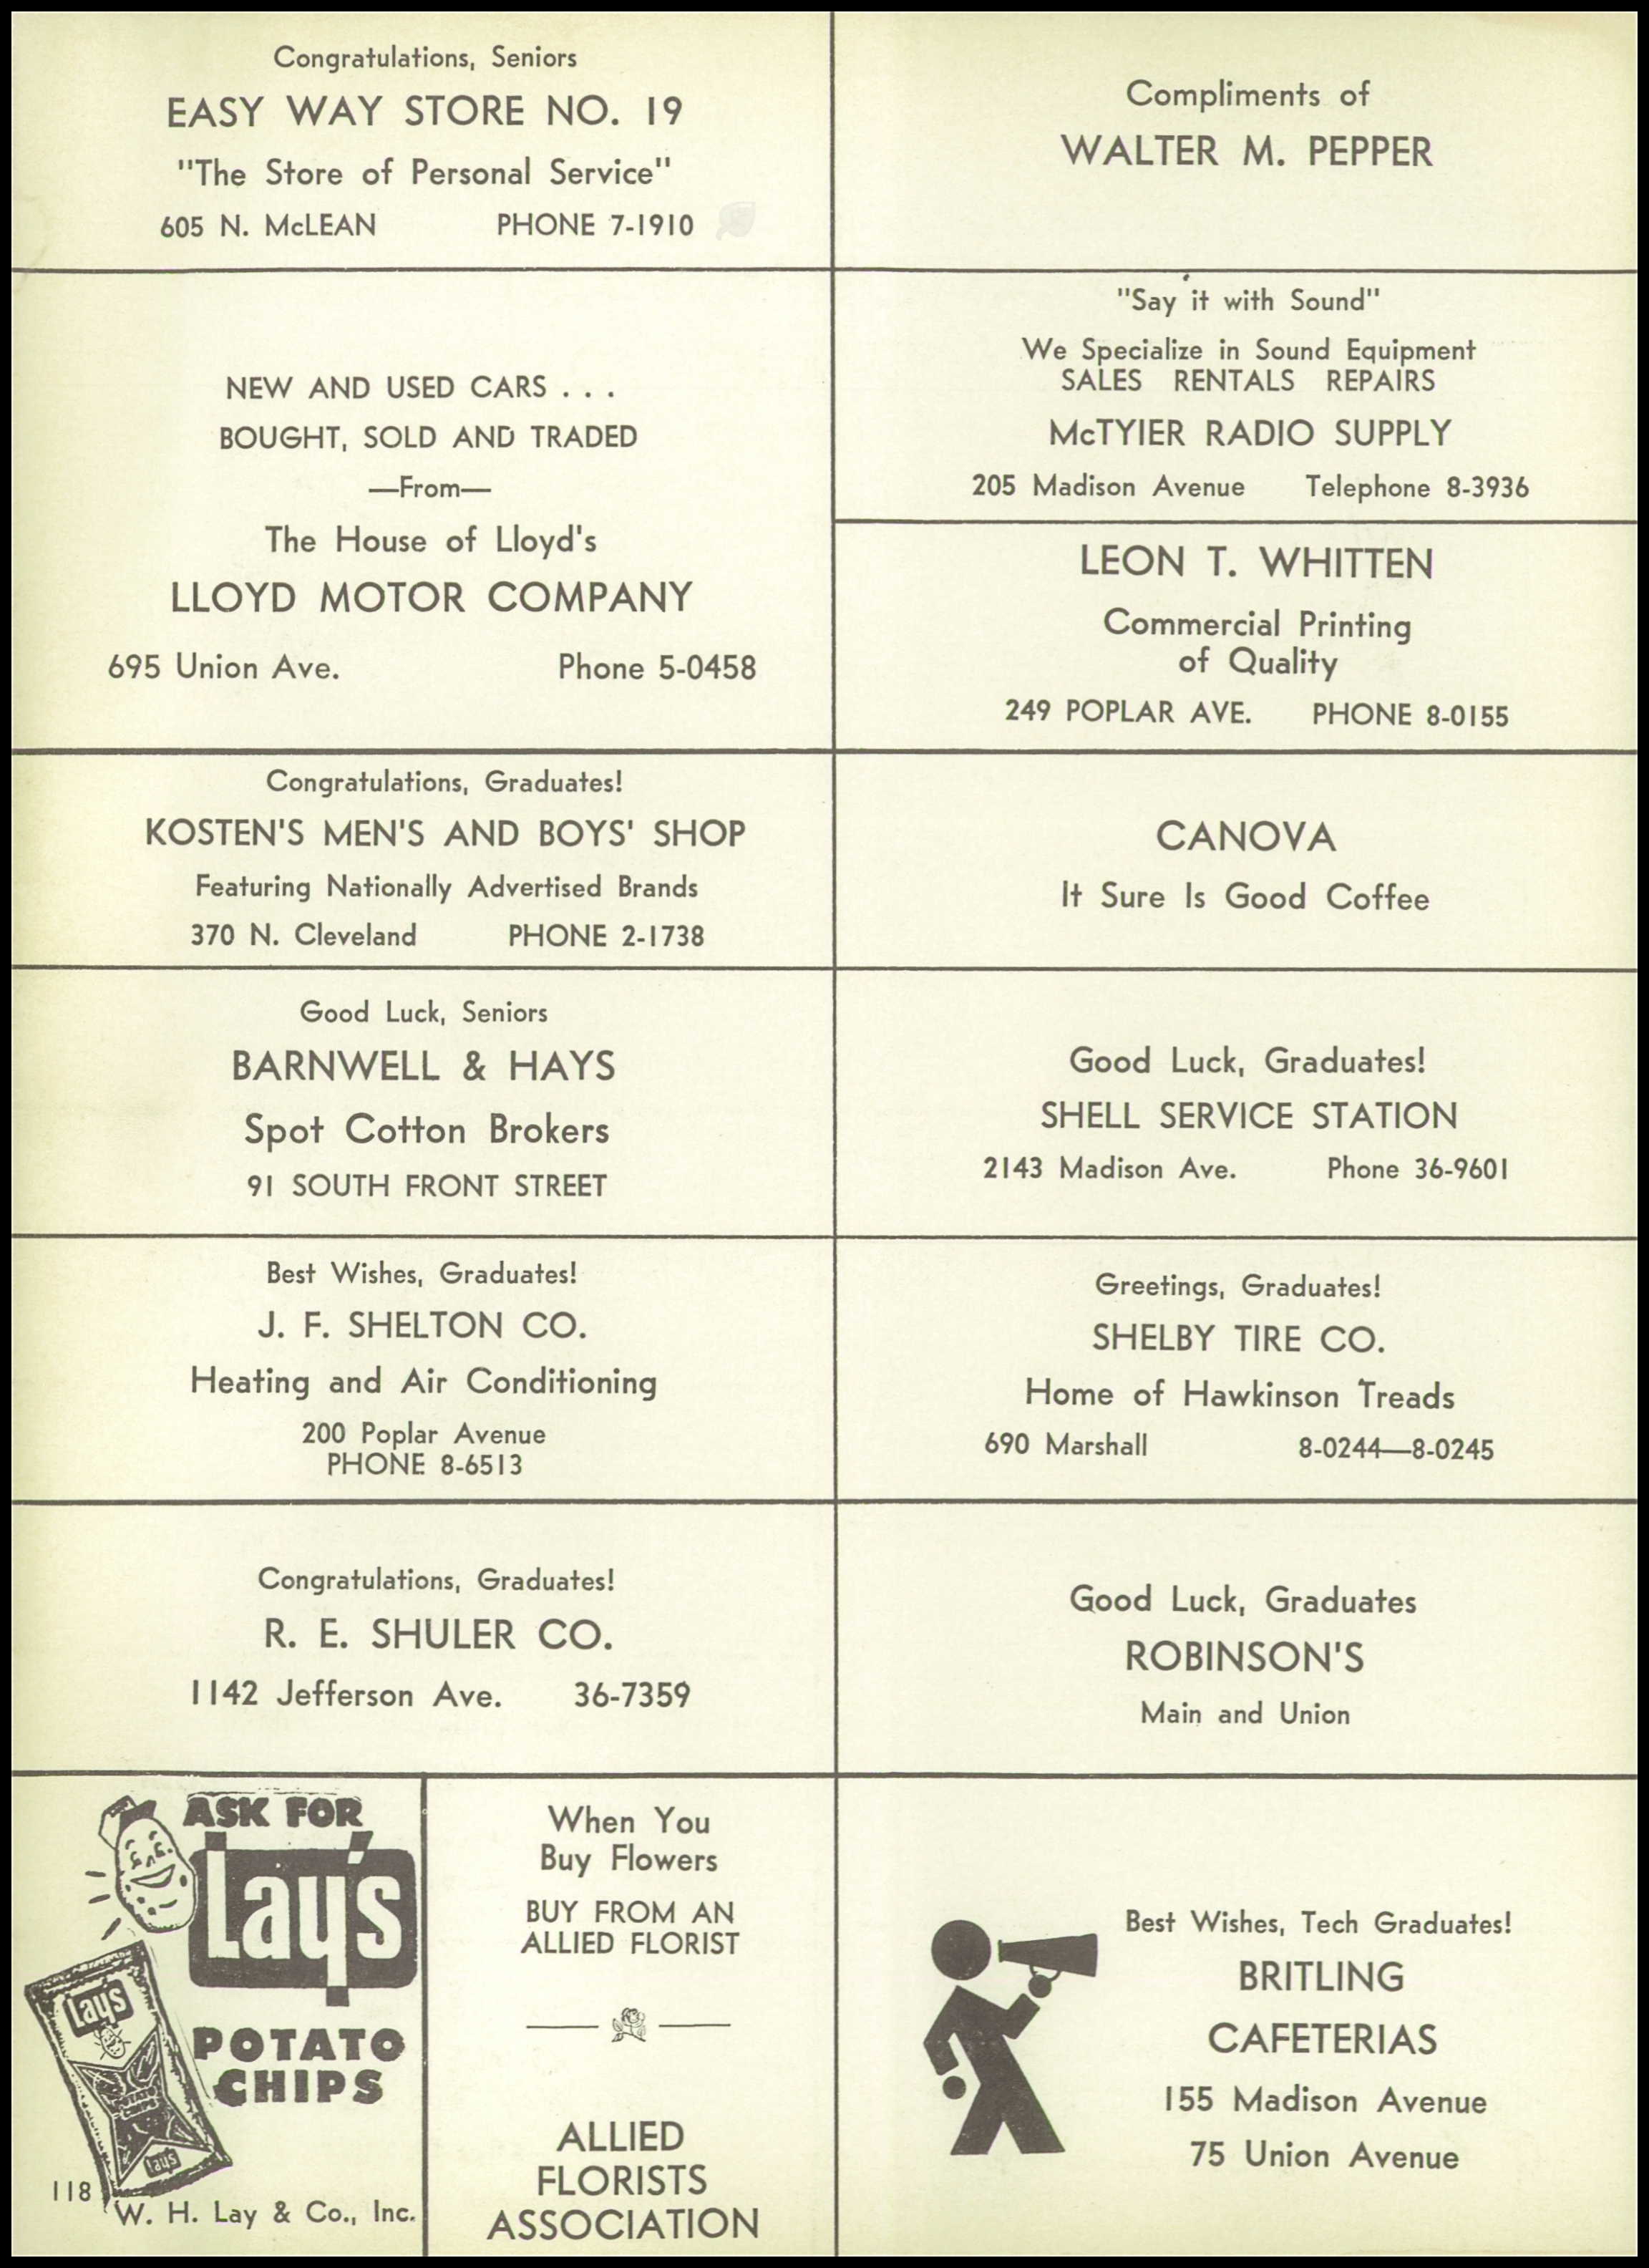 Congratulations, Seniors
EASY WAY STORE NO. 19
"The Store of Personal Service"
605 N. McLEAN PHONE 7-1910
Compliments of
WALTER M. PEPPER
NEW AND USED CARS . . .
BOUGHT, SOLD AND TRADED
—From—
The House of Lloyd's
LLOYD MOTOR COMPANY
695 Union Ave. Phone 5-0458
"Say it with Sound"
We Specialize in Sound Equipment
SALES RENTALS REPAIRS
McTYIER RADIO SUPPLY
205 Madison Avenue Telephone 8-3936
LEON T. WHITTEN
Commercial Printing
of Quality
249 POPLAR AVE. PHONE 8-0155
Congratulations, Graduates!
KOSTEN'S MEN'S AND BOYS' SHOP
Featuring Nationally Advertised Brands
370 N. Cleveland PHONE 2-1738
CANOVA
It Sure Is Good Coffee
Good Luck, Seniors
BARNWELL & HAYS
Spot Cotton Brokers
91 SOUTH FRONT STREET
Good Luck, Graduates!
SHELL SERVICE STATION
2143 Madison Ave. Phone 36-9601
Best Wishes, Graduates!
J. F. SHELTON CO.
Heating and Air Conditioning
200 Poplar Avenue
PHONE 8-6513
Greetings, Graduates!
SHELBY TIRE CO.
Home of Hawkinson Treads
690 Marshall 8-0244—8-0245
Congratulations, Graduates!
R. E. SHULER CO.
1142 Jefferson Ave. 36-7359
Good Luck, Graduates
ROBINSON'S
Main and Union
ASK FOR
Lay's
POTATO
CHIPS
Lay's
POTATO
CHIPS
Lay's
118
W. H. Lay & Co., Inc.
When You
Buy Flowers
BUY FROM AN
ALLIED FLORIST
ALLIED
FLORISTS
ASSOCIATION
Best Wishes, Tech Graduates!
BRITLING
CAFETERIAS
155 Madison Avenue
75 Union Avenue